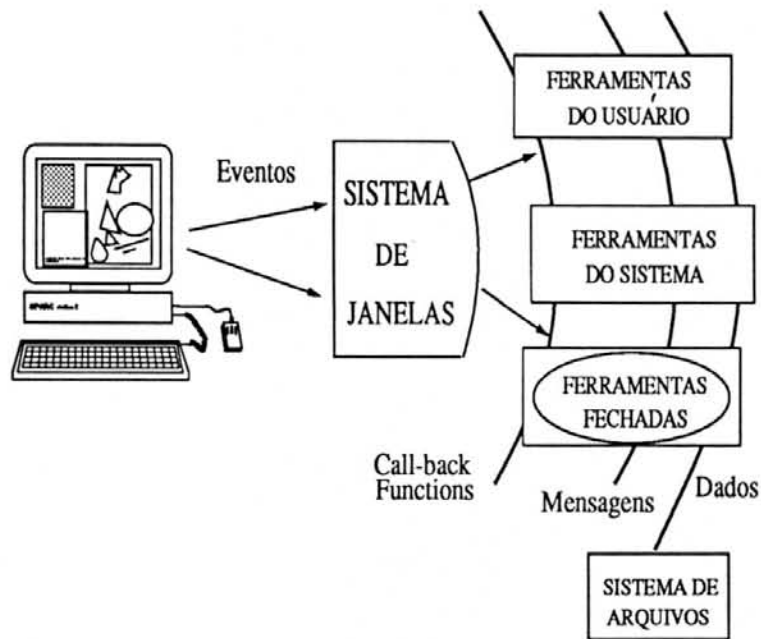 FERRAMENTAS
DO USUÁRIO
Eventos
SISTEMA
DE
JANELAS
FERRAMENTAS
DO SISTEMA
FERRAMENTAS
FECHADAS
Call-back
Functions
Mensagens
Dados
SISTEMA DE
ARQUIVOS